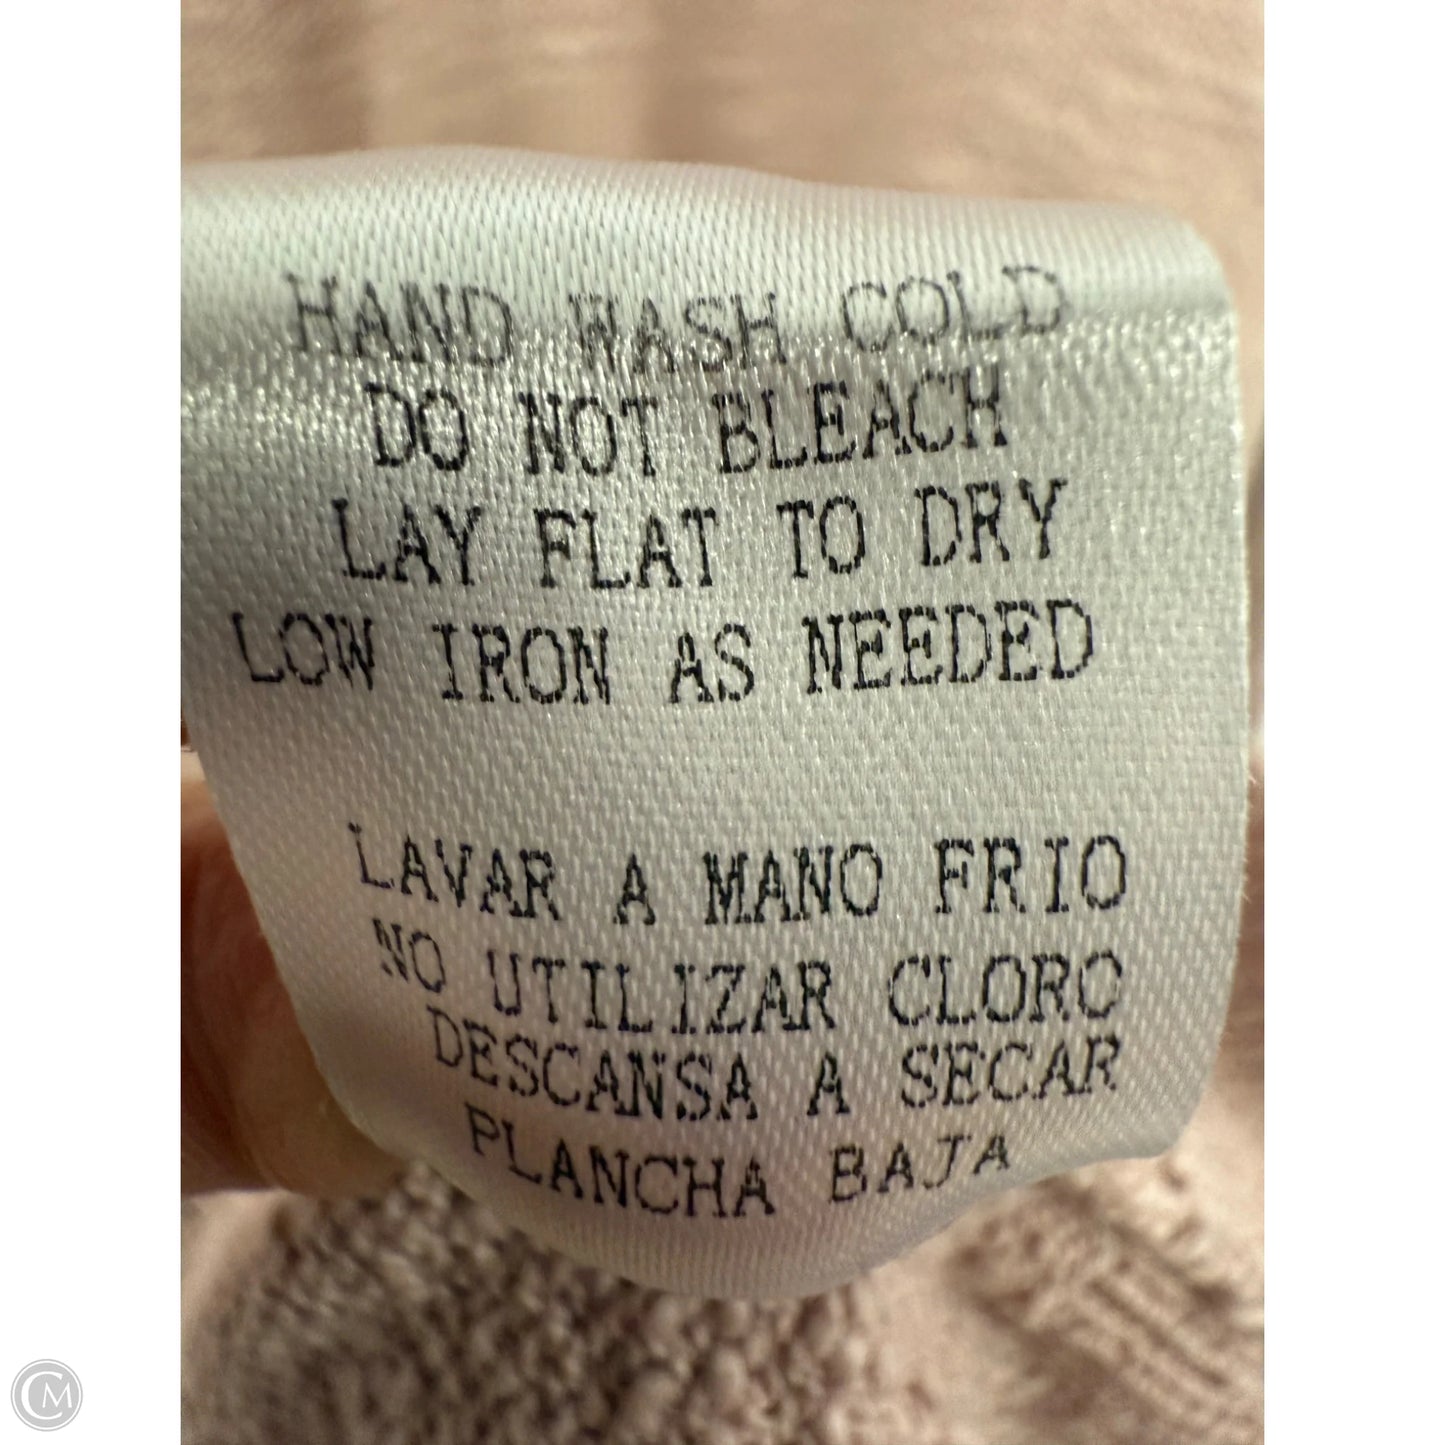 HAND WASH COLD
DO NOT BLEACH
LAY FLAT TO DRY
LOW IRON AS NEEDED
LAVAR A MANO FRIO
NO UTILIZAR CLORO
DESCANSA A SECAR
PLANCHA BAJA
CM